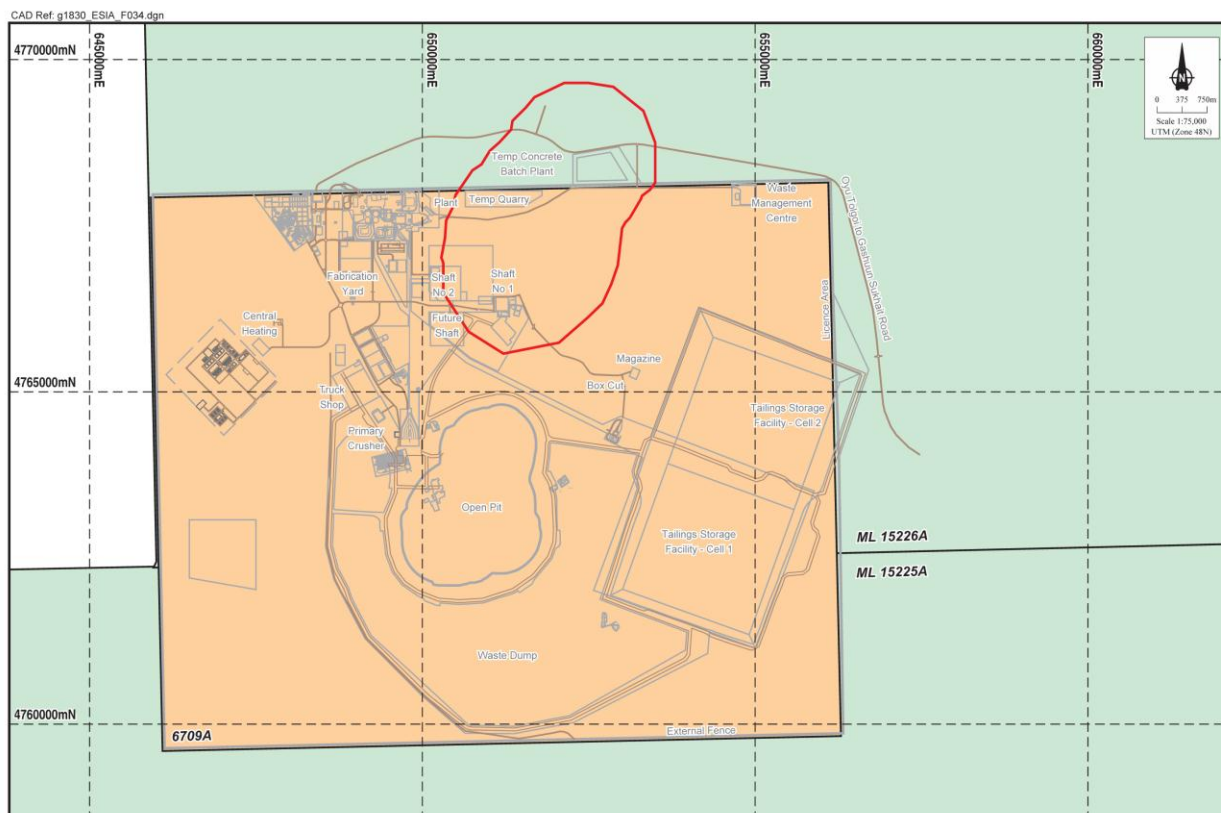 CAD Ref: g1830_ESIA_F034.dgn
4770000mN
645000mE
650000mE
655000mE
660000mE
N
0 375 750m
Scale 1:75,000
UTM (Zone 48N)
Temp Concrete
Batch Plant
Plant
Temp Quarry
Waste
Management
Centre
Oyu Tolgoi to Gashuun Sukhait Road
Licence Area
Fabrication
Yard
Shaft
No 2
Shaft
No 1
Central
Heating
Future
Shaft
Magazine
Box Cut
4765000mN
Truck
Shop
Primary
Crusher
Tailings Storage
Facility - Cell 2
Open Pit
Tailings Storage
Facility - Cell 1
ML 15226A
ML 15225A
Waste Dump
4760000mN
6709A
External Fence